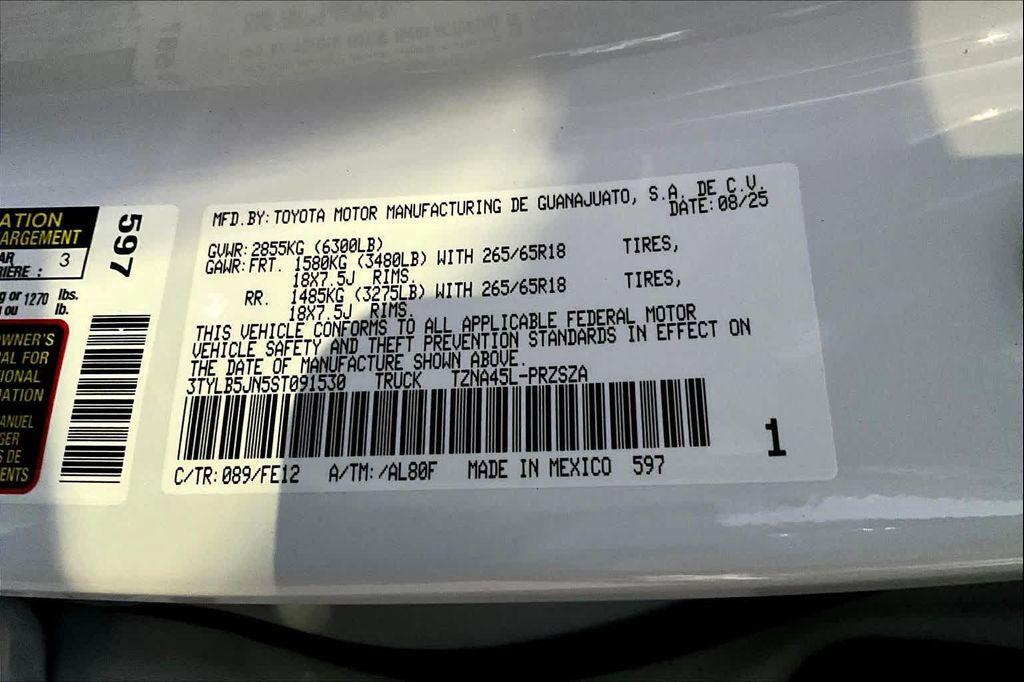 ATION
ARGEMENT
AR
IÈRE : 3
g or 1270 lbs.
ou lb.
OWNER'S
AL FOR
IONAL
ATION
ANUEL
GER
S DE
ENTS
597
MFD. BY: TOYOTA MOTOR MANUFACTURING DE GUANAJUATO, S.A. DE C.V.
DATE: 08/25
GVWR: 2855KG (6300LB)
GAWR: FRT. 1580KG (3480LB) WITH 265/65R18 TIRES,
18X7.5J RIMS.
RR. 1485KG (3275LB) WITH 265/65R18 TIRES,
18X7.5J RIMS.
THIS VEHICLE CONFORMS TO ALL APPLICABLE FEDERAL MOTOR
VEHICLE SAFETY AND THEFT PREVENTION STANDARDS IN EFFECT ON
THE DATE OF MANUFACTURE SHOWN ABOVE.
3TYLB5JN5ST091530 TRUCK TZNA45L-PRZSZA
1
C/TR: 089/FE12 A/TM: /AL80F MADE IN MEXICO 597